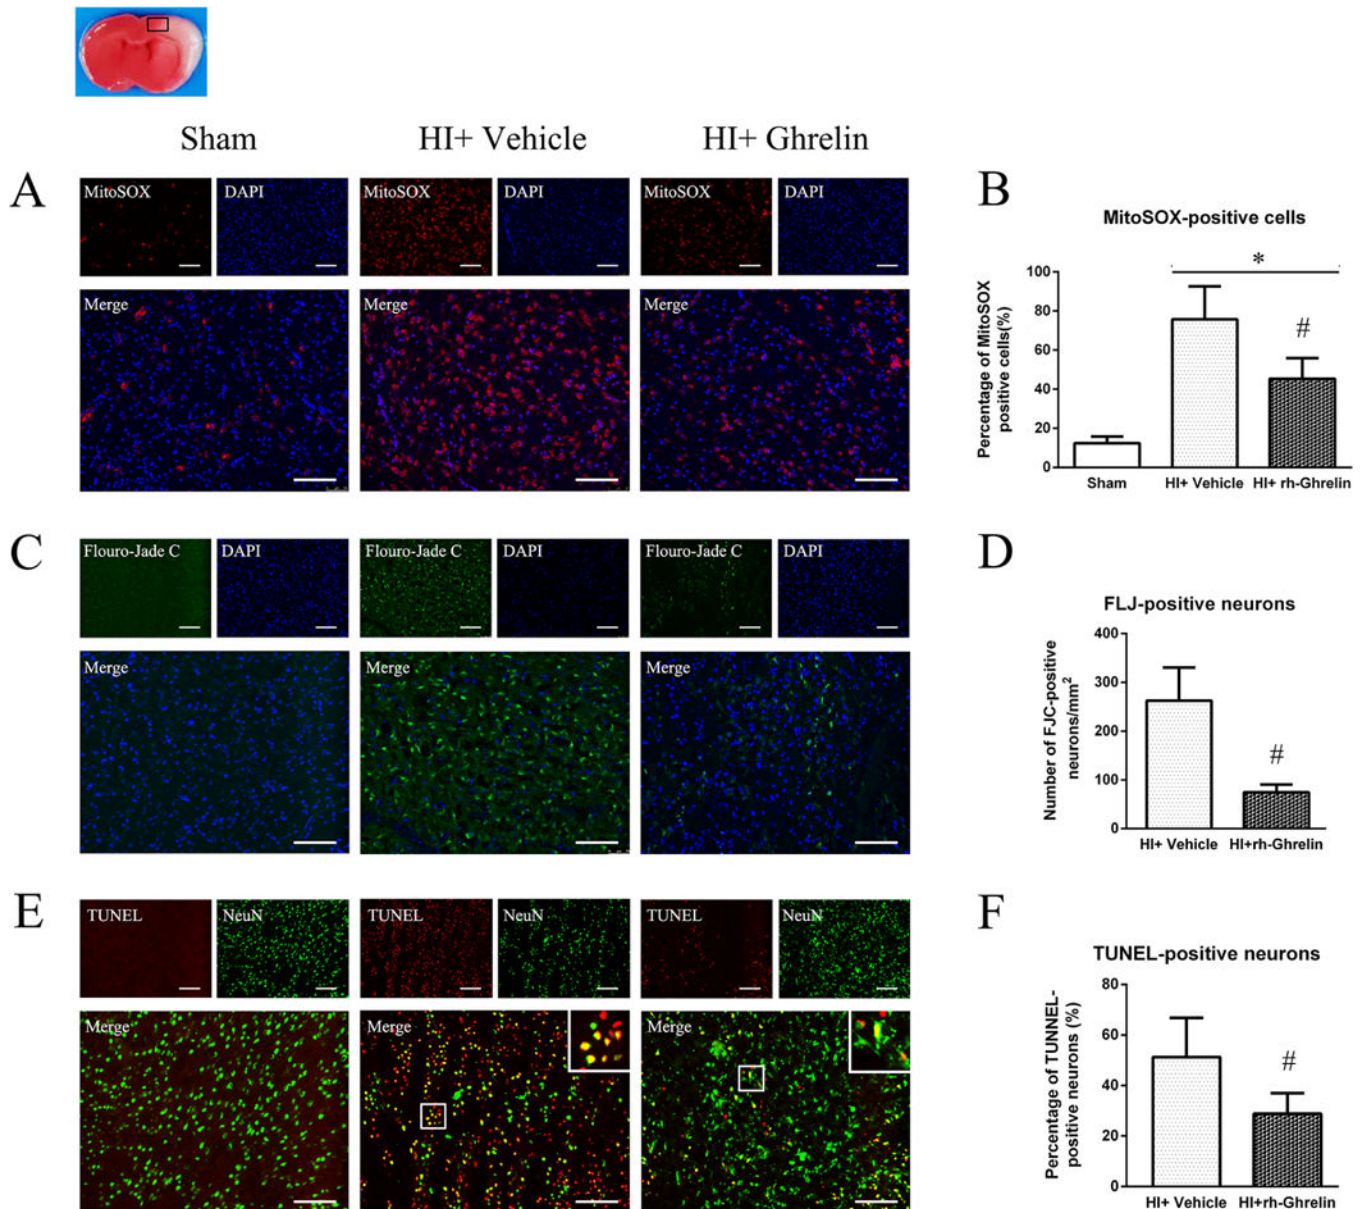 Sham
HI+ Vehicle
HI+ Ghrelin
A
MitoSOX
DAPI
MitoSOX
DAPI
MitoSOX
DAPI
Merge
Merge
Merge
B
MitoSOX-positive cells
Percentage of MitoSOX
positive cells(%)
100
80
60
40
20
0
*
#
Sham
HI+ Vehicle
HI+ rh-Ghrelin
C
Flouro-Jade C
DAPI
Flouro-Jade C
DAPI
Flouro-Jade C
DAPI
Merge
Merge
Merge
D
FLJ-positive neurons
Number of FJC-positive
neurons/mm²
400
300
200
100
0
#
HI+ Vehicle
HI+rh-Ghrelin
E
TUNEL
NeuN
TUNEL
NeuN
TUNEL
NeuN
Merge
Merge
Merge
F
TUNEL-positive neurons
Percentage of TUNNEL-
positive neurons (%)
80
60
40
20
0
#
HI+ Vehicle
HI+rh-Ghrelin